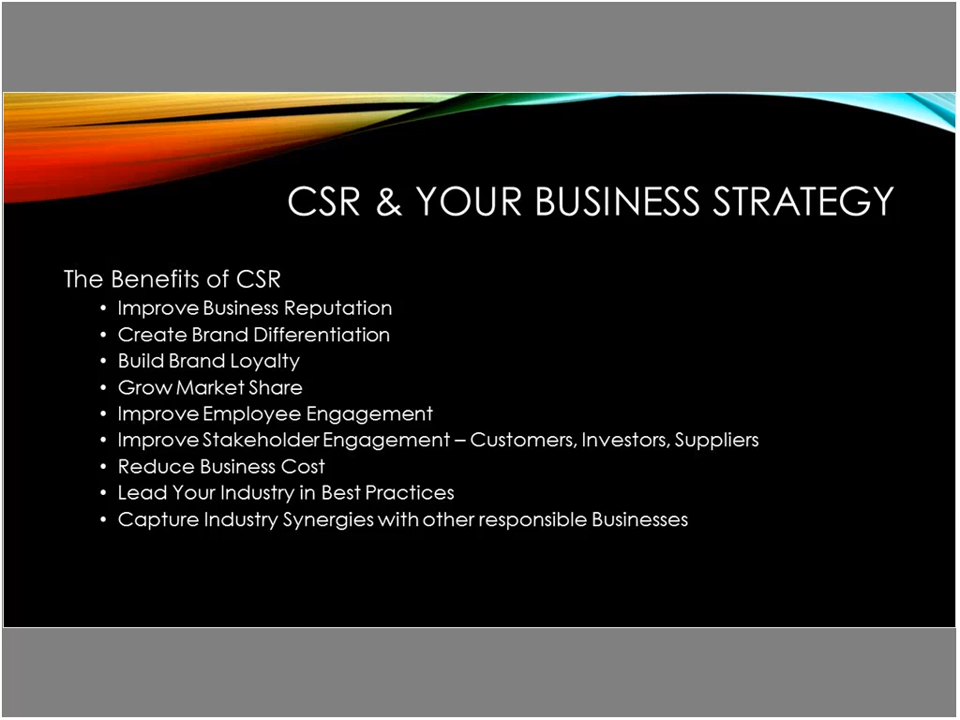 CSR & YOUR BUSINESS STRATEGY
The Benefits of CSR
• Improve Business Reputation
• Create Brand Differentiation
• Build Brand Loyalty
• Grow Market Share
• Improve Employee Engagement
• Improve Stakeholder Engagement – Customers, Investors, Suppliers
• Reduce Business Cost
• Lead Your Industry in Best Practices
• Capture Industry Synergies with other responsible Businesses